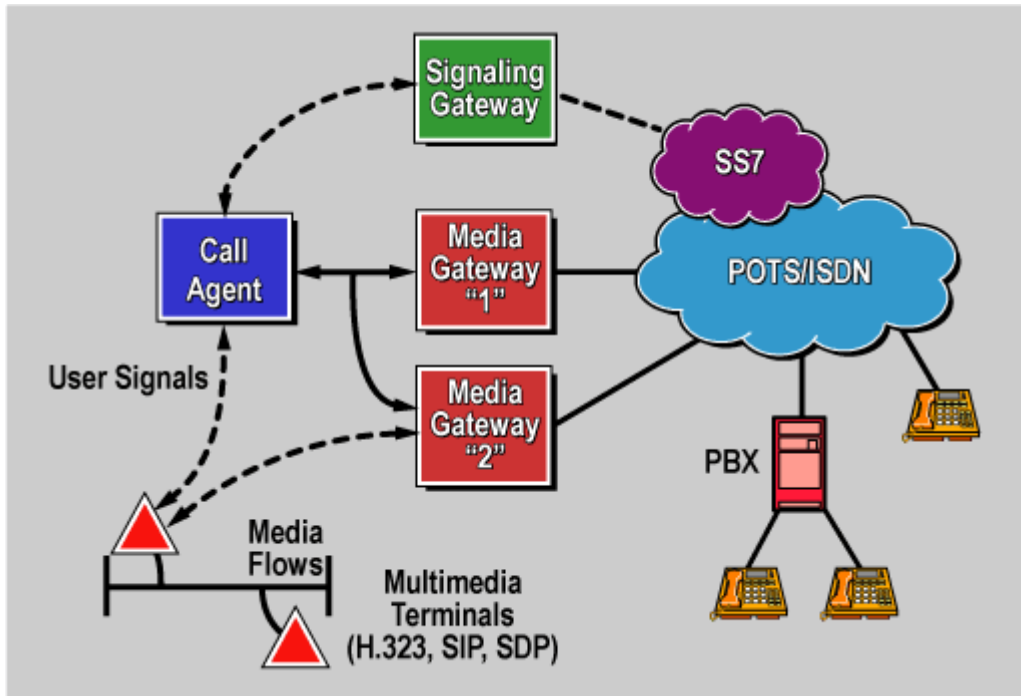 Signaling
Gateway
SS7
Call
Agent
Media
Gateway
“1”
POTS/ISDN
User Signals
Media
Gateway
“2”
PBX
Media
Flows
Multimedia
Terminals
(H.323, SIP, SDP)